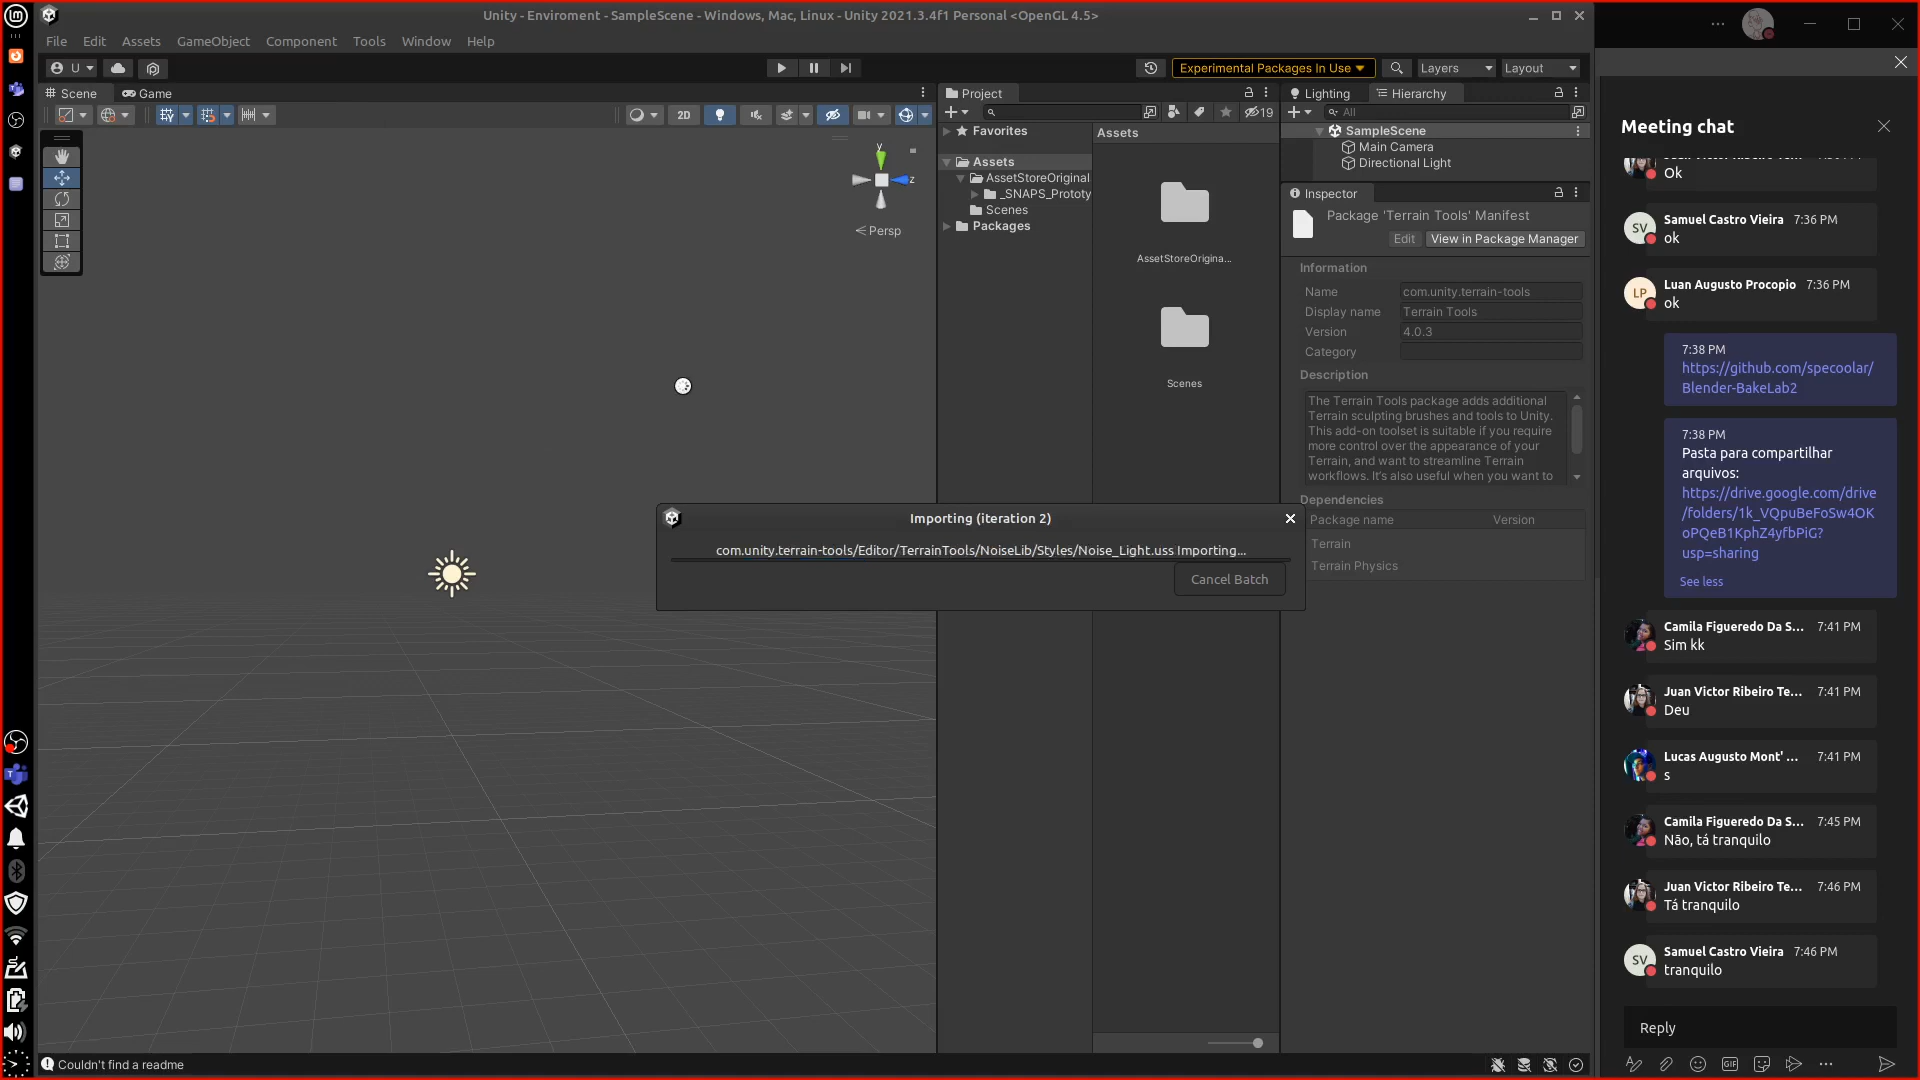 Unity - Enviroment - SampleScene - Windows, Mac, Linux - Unity 2021.3.4f1 Personal <OpenGL 4.5>
File Edit Assets GameObject Component Tools Window Help
U
Experimental Packages In Use
Layers
Layout
Scene
Game
2D
y
z
Persp
Project
19
Favorites
Assets
AssetStoreOriginal
_SNAPS_Prototy
Scenes
Packages
Assets
AssetStoreOrigina...
Scenes
Lighting
Hierarchy
All
SampleScene
Main Camera
Directional Light
Inspector
Package 'Terrain Tools' Manifest
Edit
View in Package Manager
Information
Name com.unity.terrain-tools
Display name Terrain Tools
Version 4.0.3
Category
Description
The Terrain Tools package adds additional
Terrain sculpting brushes and tools to Unity.
This add-on toolset is suitable if you require
more control over the appearance of your
Terrain, and want to streamline Terrain
workflows. It's also useful when you want to
Dependencies
Package name Version
Terrain
Terrain Physics
Importing (iteration 2)
com.unity.terrain-tools/Editor/TerrainTools/NoiseLib/Styles/Noise_Light.uss Importing...
Cancel Batch
Couldn't find a readme
Meeting chat
Ok
SV
Samuel Castro Vieira 7:36 PM
ok
LP
Luan Augusto Procopio 7:36 PM
ok
7:38 PM
https://github.com/specoolar/
Blender-BakeLab2
7:38 PM
Pasta para compartilhar
arquivos:
https://drive.google.com/drive
/folders/1k_VQpuBeFoSw4OK
oPQeB1KphZ4yfbPiG?
usp=sharing
See less
Camila Figueredo Da S... 7:41 PM
Sim kk
Juan Victor Ribeiro Te... 7:41 PM
Deu
Lucas Augusto Mont' ... 7:41 PM
s
Camila Figueredo Da S... 7:45 PM
Não, tá tranquilo
Juan Victor Ribeiro Te... 7:46 PM
Tá tranquilo
SV
Samuel Castro Vieira 7:46 PM
tranquilo
Reply
GIF